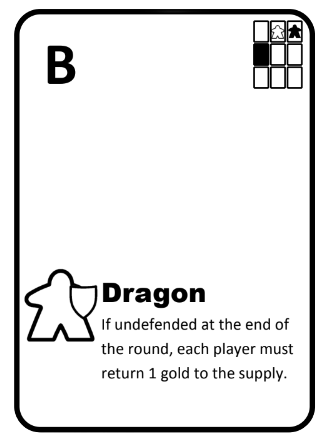 B
Dragon
If undefended at the end of
the round, each player must
return 1 gold to the supply.